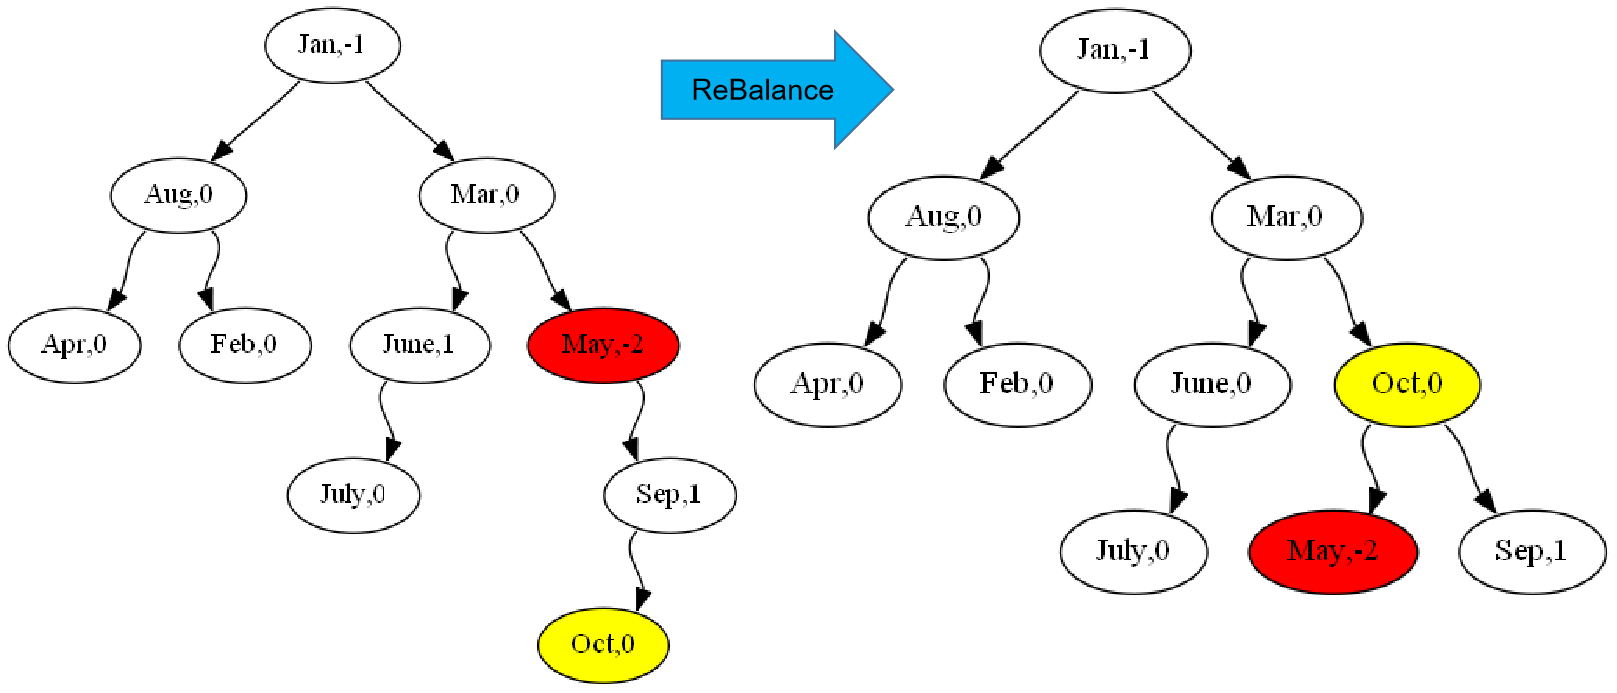 Jan,-1
Aug,0
Mar,0
Apr,0
Feb,0
June,1
May,-2
July,0
Sep,1
Oct,0
ReBalance
Jan,-1
Aug,0
Mar,0
Apr,0
Feb,0
June,0
Oct,0
July,0
May,-2
Sep,1